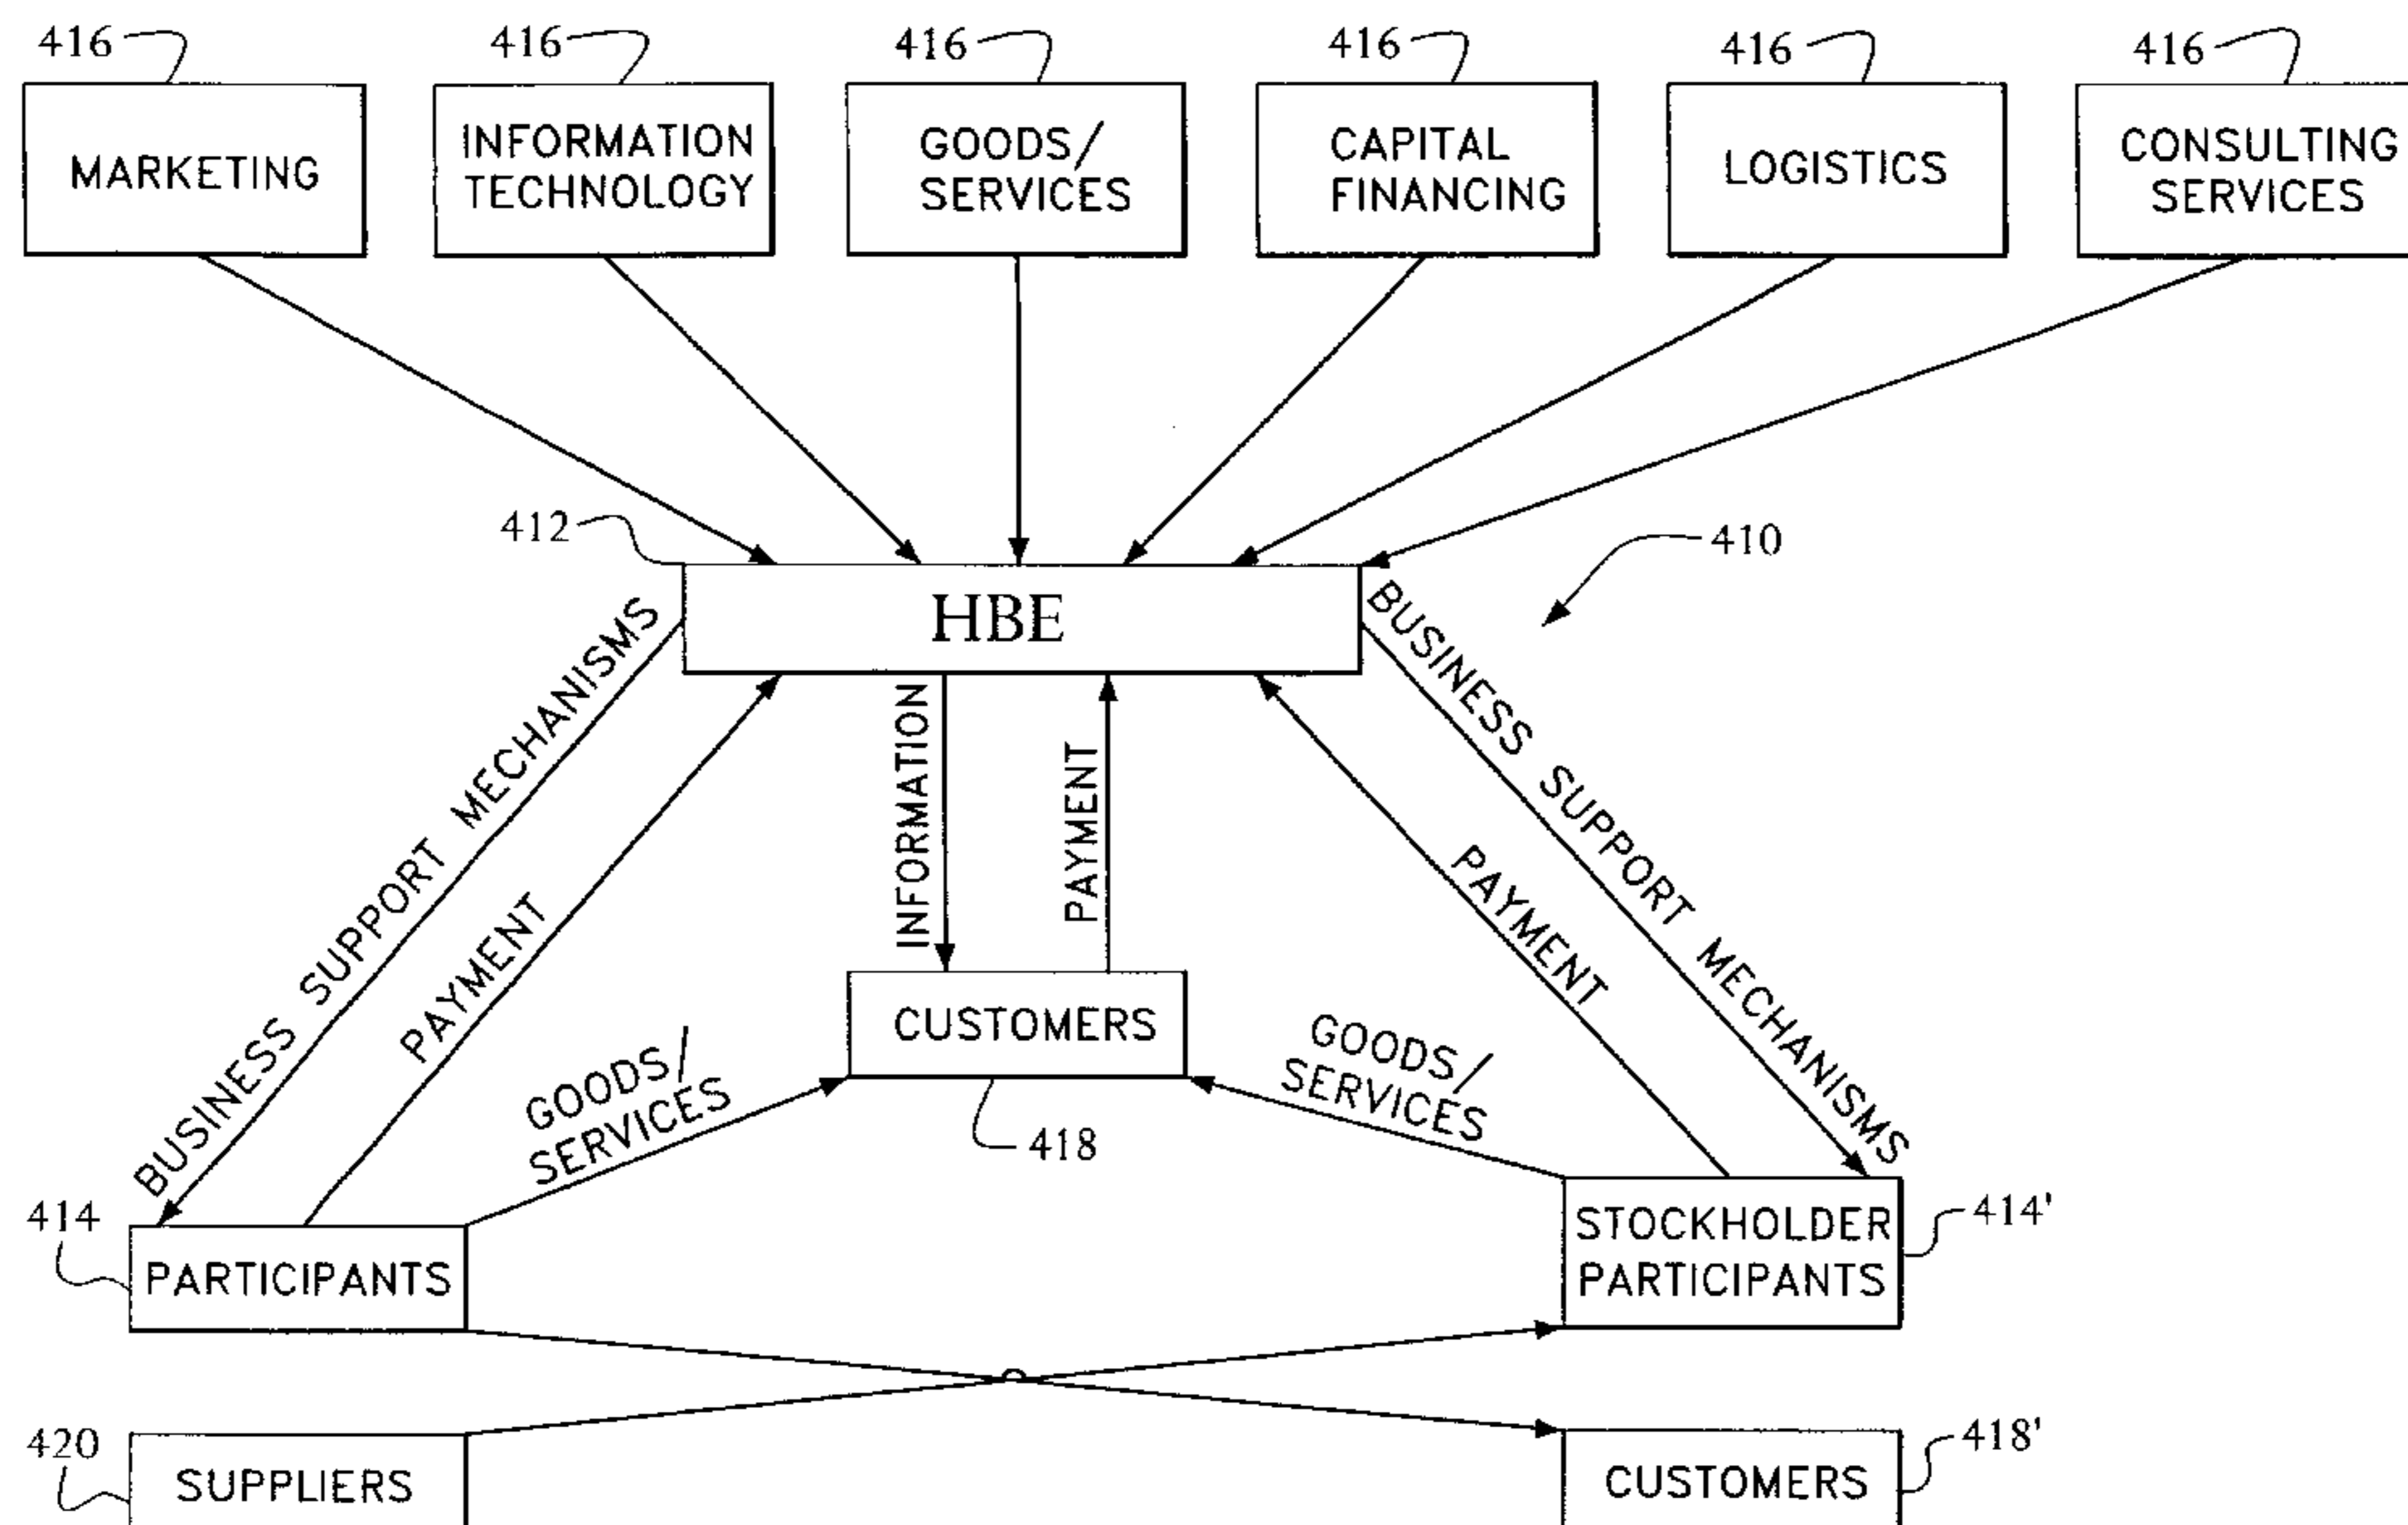 416
416
416
416
416
416
MARKETING
INFORMATION
TECHNOLOGY
GOODS/
SERVICES
CAPITAL
FINANCING
LOGISTICS
CONSULTING
SERVICES
412
410
HBE
BUSINESS SUPPORT MECHANISMS
PAYMENT
INFORMATION
PAYMENT
PAYMENT
BUSINESS SUPPORT MECHANISMS
CUSTOMERS
418
GOODS/
SERVICES
GOODS/
SERVICES
414
PARTICIPANTS
STOCKHOLDER
PARTICIPANTS
414'
420
SUPPLIERS
CUSTOMERS
418'